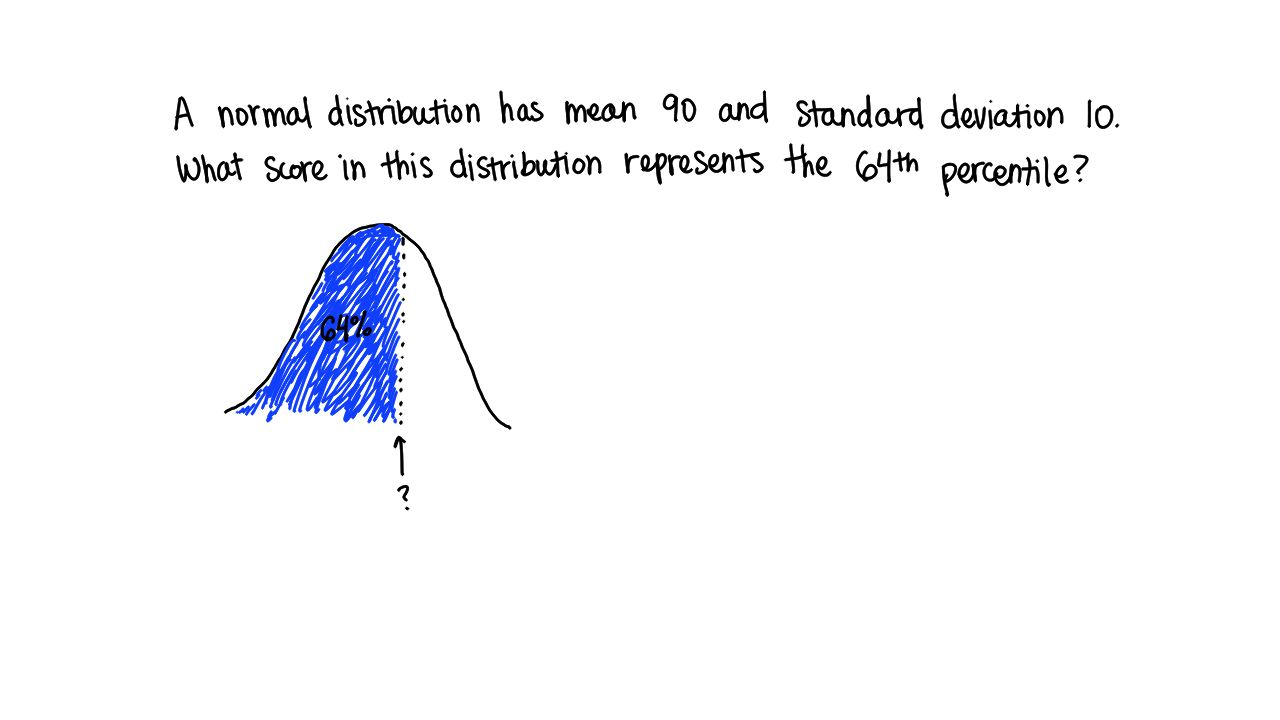 A normal distribution has mean 90 and standard deviation 10.
What score in this distribution represents the 64th percentile?
64%
?